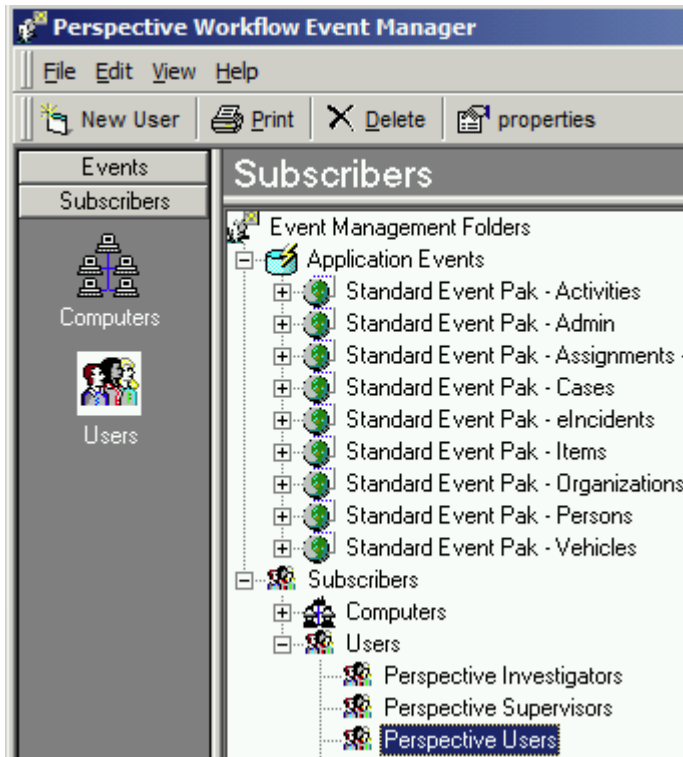 Perspective Workflow Event Manager
File Edit View Help
New User Print Delete properties
Events
Subscribers
Computers
Users
Subscribers
Event Management Folders
Application Events
Standard Event Pak - Activities
Standard Event Pak - Admin
Standard Event Pak - Assignments -
Standard Event Pak - Cases
Standard Event Pak - eIncidents
Standard Event Pak - Items
Standard Event Pak - Organizations
Standard Event Pak - Persons
Standard Event Pak - Vehicles
Subscribers
Computers
Users
Perspective Investigators
Perspective Supervisors
Perspective Users